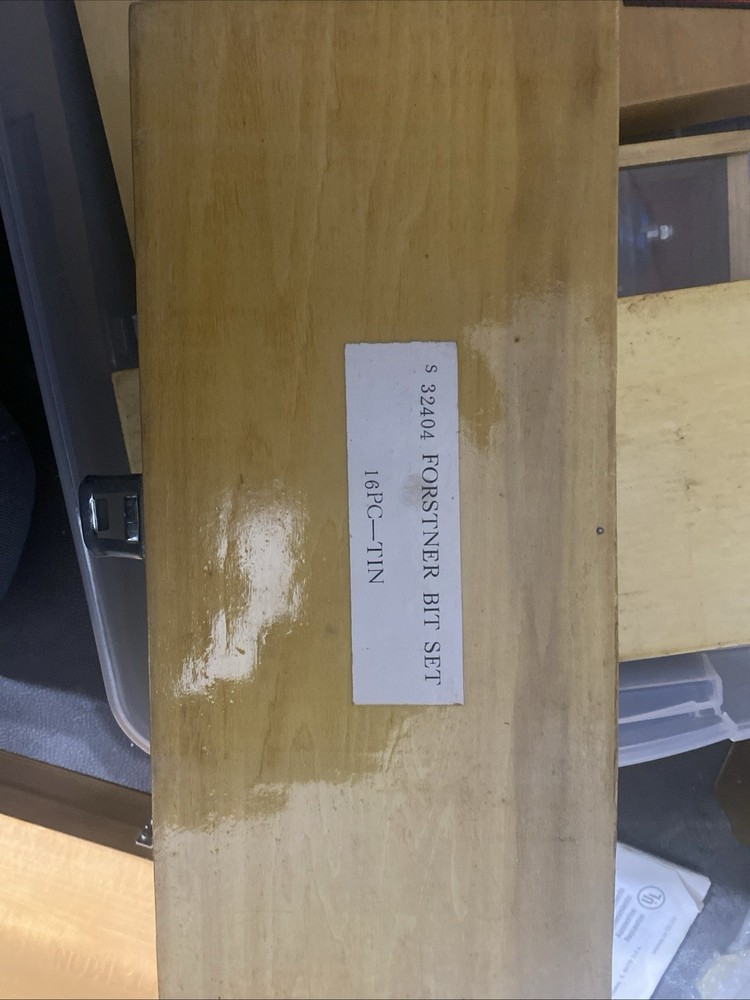 S 32404 FORSTNER BIT SET
16PC—TIN